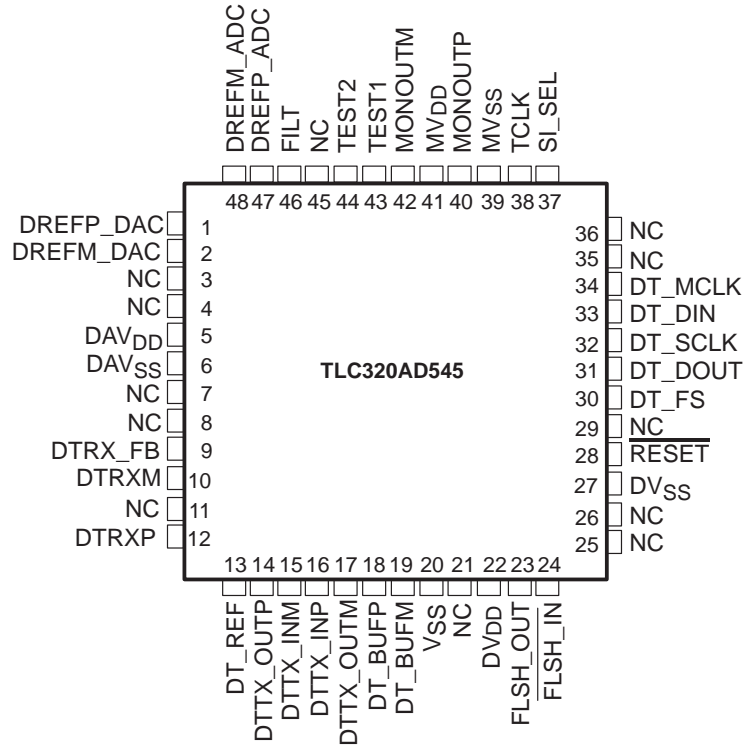 DREFM_ADC
DREFP_ADC
FILT
NC
TEST2
TEST1
MONOUTM
MVDD
MONOUTP
MVSS
TCLK
SI_SEL
48 47 46 45 44 43 42 41 40 39 38 37
DREFP_DAC 1
DREFM_DAC 2
NC 3
NC 4
DAVDD 5
DAVSS 6
NC 7
NC 8
DTRX_FB 9
DTRXM 10
NC 11
DTRXP 12
TLC320AD545
36 NC
35 NC
34 DT_MCLK
33 DT_DIN
32 DT_SCLK
31 DT_DOUT
30 DT_FS
29 NC
28 RESET
27 DVSS
26 NC
25 NC
13 14 15 16 17 18 19 20 21 22 23 24
DT_REF
DTTX_OUTP
DTTX_INM
DTTX_INP
DTTX_OUTM
DT_BUFP
DT_BUFM
VSS
NC
DVDD
FLSH_OUT
FLSH_IN